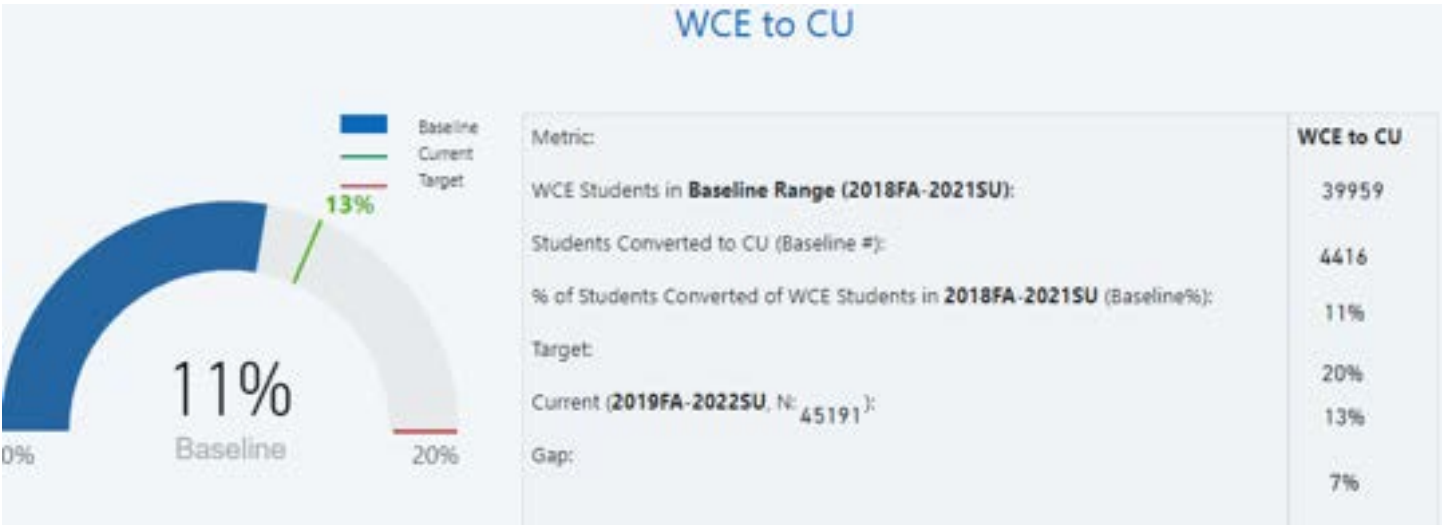 WCE to CU
Baseline
Current
Target
13%
11%
Baseline
0%
20%
Metric: WCE to CU
WCE Students in Baseline Range (2018FA-2021SU): 39959
Students Converted to CU (Baseline #): 4416
% of Students Converted of WCE Students in 2018FA-2021SU (Baseline%): 11%
Target: 20%
Current (2019FA-2022SU, N: 45191): 13%
Gap: 7%